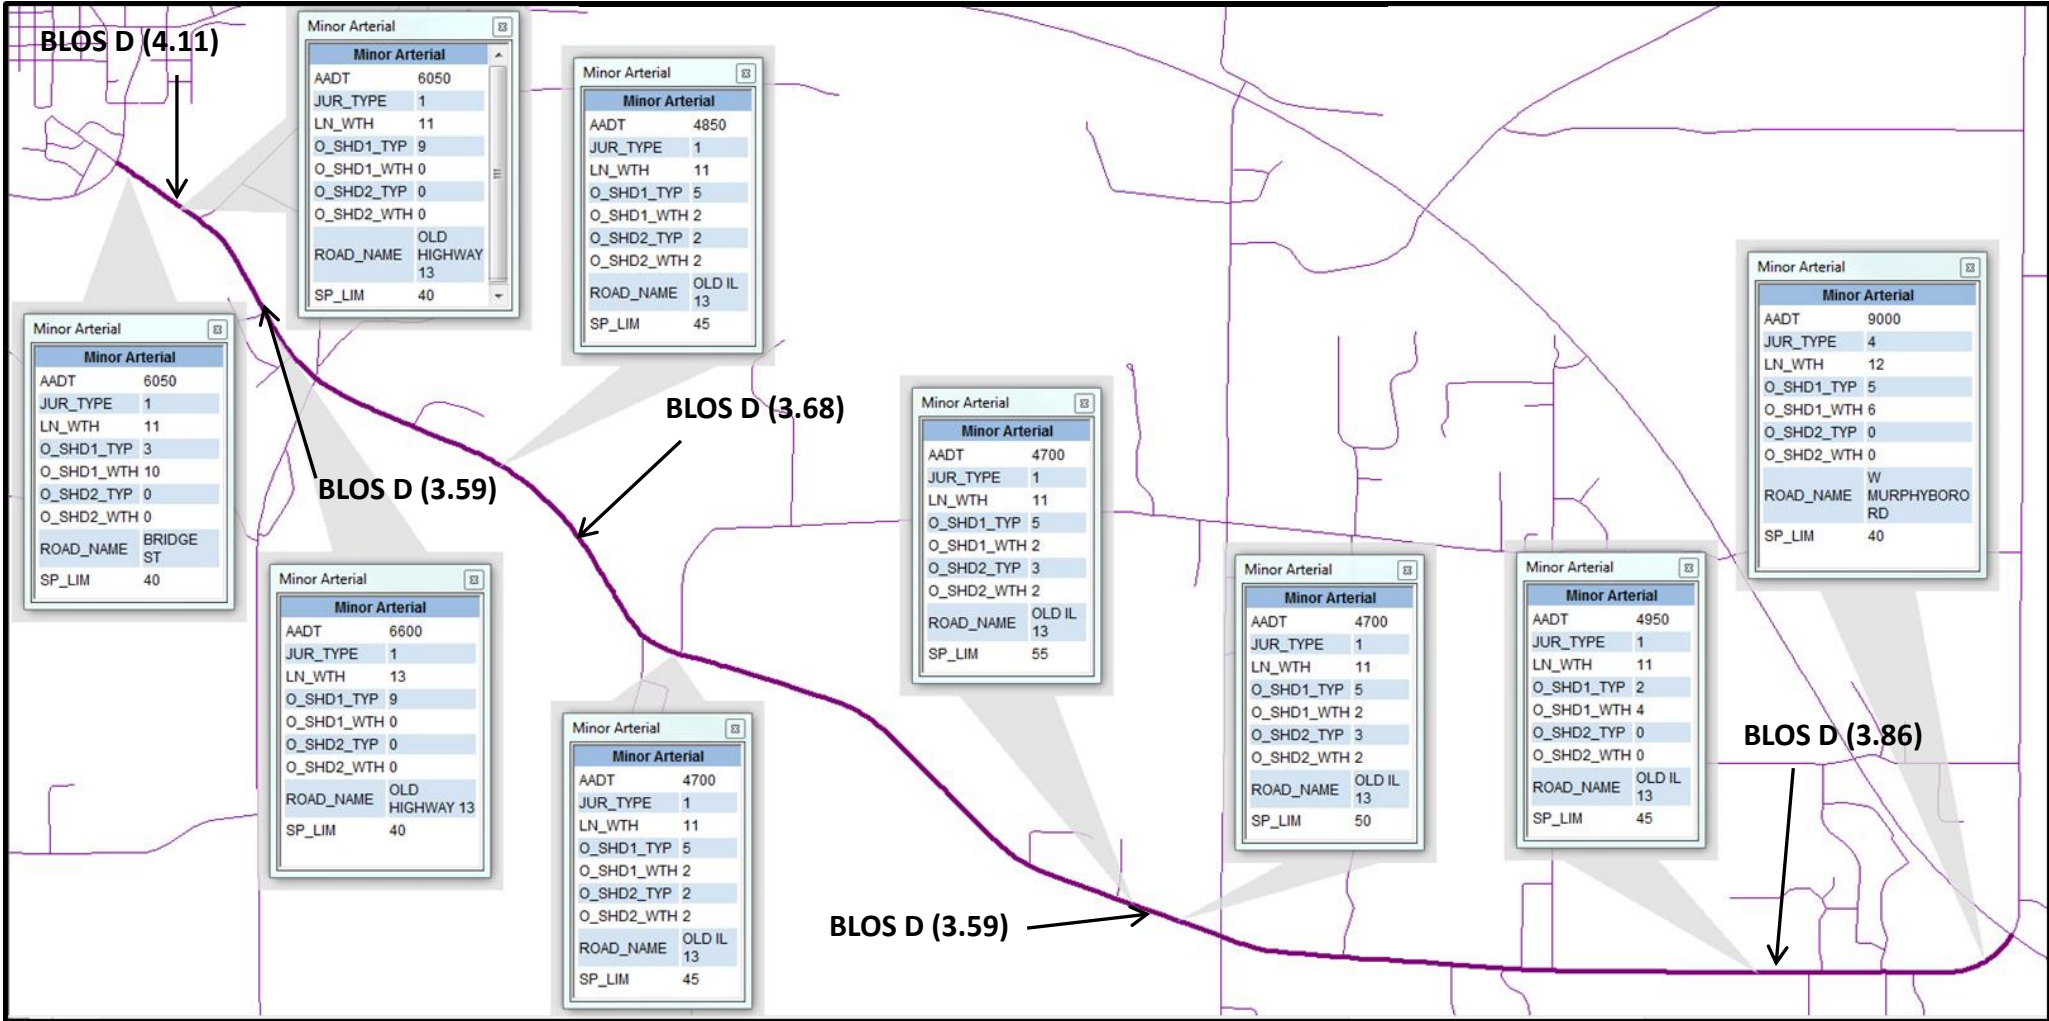 BLOS D (4.11)
Minor Arterial
Minor Arterial
AADT 6050
JUR_TYPE 1
LN_WTH 11
O_SHD1_TYP 9
O_SHD1_WTH 0
O_SHD2_TYP 0
O_SHD2_WTH 0
ROAD_NAME OLD
HIGHWAY
13
SP_LIM 40
Minor Arterial
Minor Arterial
AADT 4850
JUR_TYPE 1
LN_WTH 11
O_SHD1_TYP 5
O_SHD1_WTH 2
O_SHD2_TYP 2
O_SHD2_WTH 2
ROAD_NAME OLD IL
13
SP_LIM 45
Minor Arterial
Minor Arterial
AADT 9000
JUR_TYPE 4
LN_WTH 12
O_SHD1_TYP 5
O_SHD1_WTH 6
O_SHD2_TYP 0
O_SHD2_WTH 0
ROAD_NAME W
MURPHYBORO
RD
SP_LIM 40
Minor Arterial
Minor Arterial
AADT 6050
JUR_TYPE 1
LN_WTH 11
O_SHD1_TYP 3
O_SHD1_WTH 10
O_SHD2_TYP 0
O_SHD2_WTH 0
ROAD_NAME BRIDGE
ST
SP_LIM 40
BLOS D (3.68)
BLOS D (3.59)
Minor Arterial
Minor Arterial
AADT 4700
JUR_TYPE 1
LN_WTH 11
O_SHD1_TYP 5
O_SHD1_WTH 2
O_SHD2_TYP 3
O_SHD2_WTH 2
ROAD_NAME OLD IL
13
SP_LIM 55
Minor Arterial
Minor Arterial
AADT 6600
JUR_TYPE 1
LN_WTH 13
O_SHD1_TYP 9
O_SHD1_WTH 0
O_SHD2_TYP 0
O_SHD2_WTH 0
ROAD_NAME OLD
HIGHWAY 13
SP_LIM 40
Minor Arterial
Minor Arterial
AADT 4700
JUR_TYPE 1
LN_WTH 11
O_SHD1_TYP 5
O_SHD1_WTH 2
O_SHD2_TYP 3
O_SHD2_WTH 2
ROAD_NAME OLD IL
13
SP_LIM 50
Minor Arterial
Minor Arterial
AADT 4950
JUR_TYPE 1
LN_WTH 11
O_SHD1_TYP 2
O_SHD1_WTH 4
O_SHD2_TYP 0
O_SHD2_WTH 0
ROAD_NAME OLD IL
13
SP_LIM 45
Minor Arterial
Minor Arterial
AADT 4700
JUR_TYPE 1
LN_WTH 11
O_SHD1_TYP 5
O_SHD1_WTH 2
O_SHD2_TYP 2
O_SHD2_WTH 2
ROAD_NAME OLD IL
13
SP_LIM 45
BLOS D (3.86)
BLOS D (3.59)